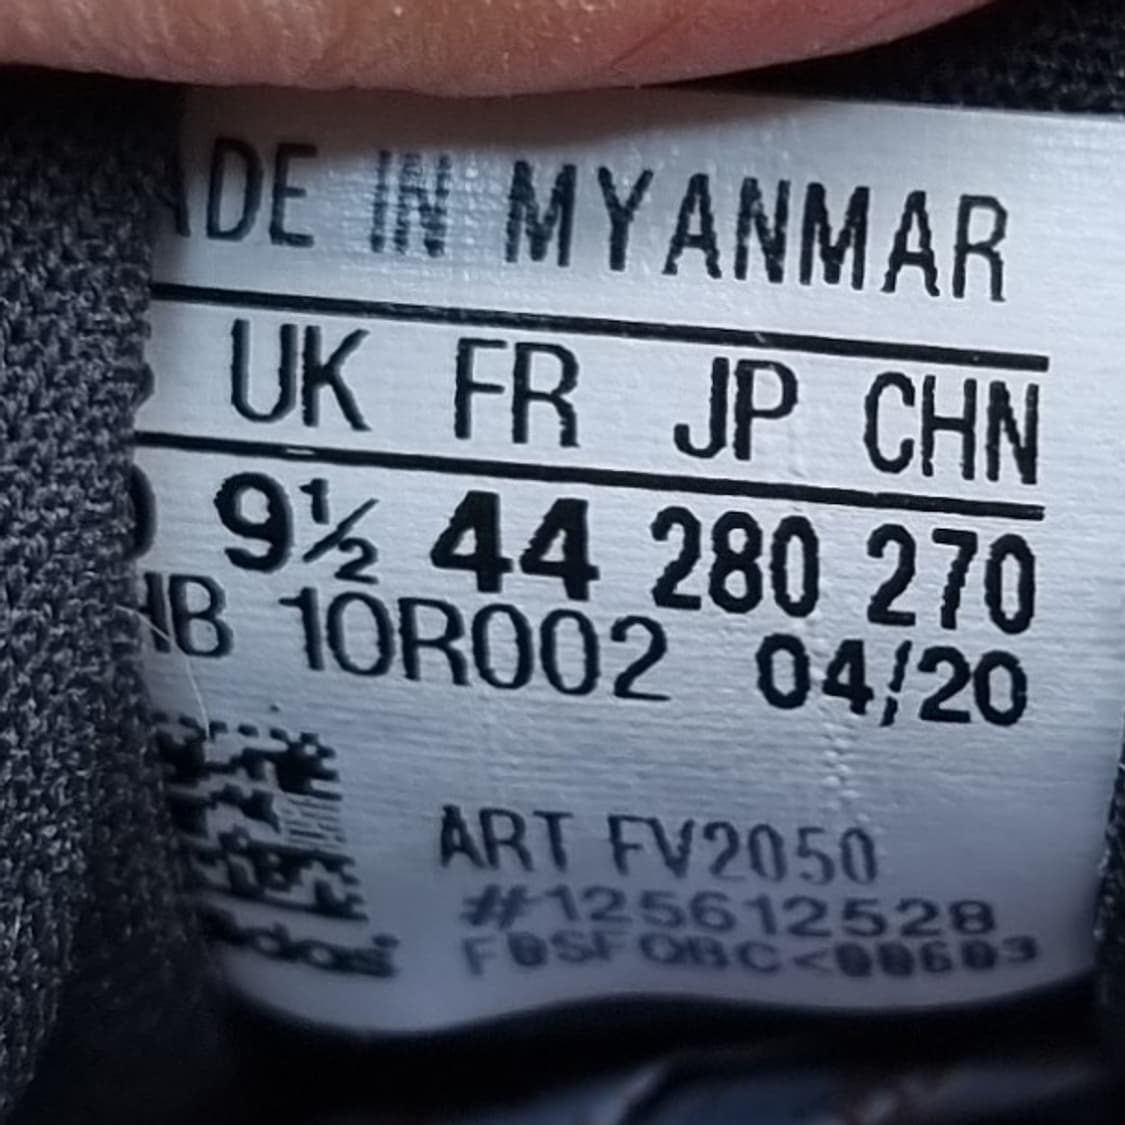 ADE IN MYANMAR
UK FR JP CHN
9½ 44 280 270
HB 10R002 04/20
ART FV2050
#125612528
adidas